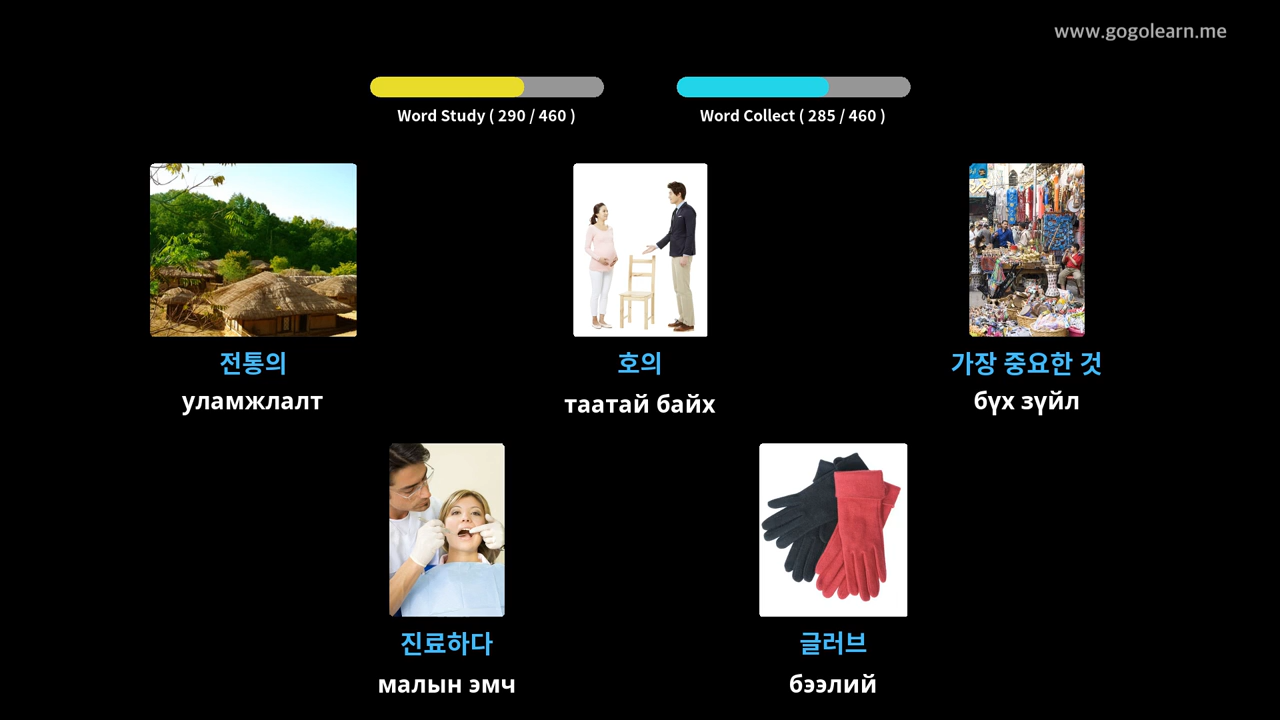 www.gogolearn.me
Word Study ( 290 / 460 )
Word Collect ( 285 / 460 )
전통의
уламжлалт
호의
таатай байх
가장 중요한 것
бүх зүйл
진료하다
малын эмч
글러브
бээлий